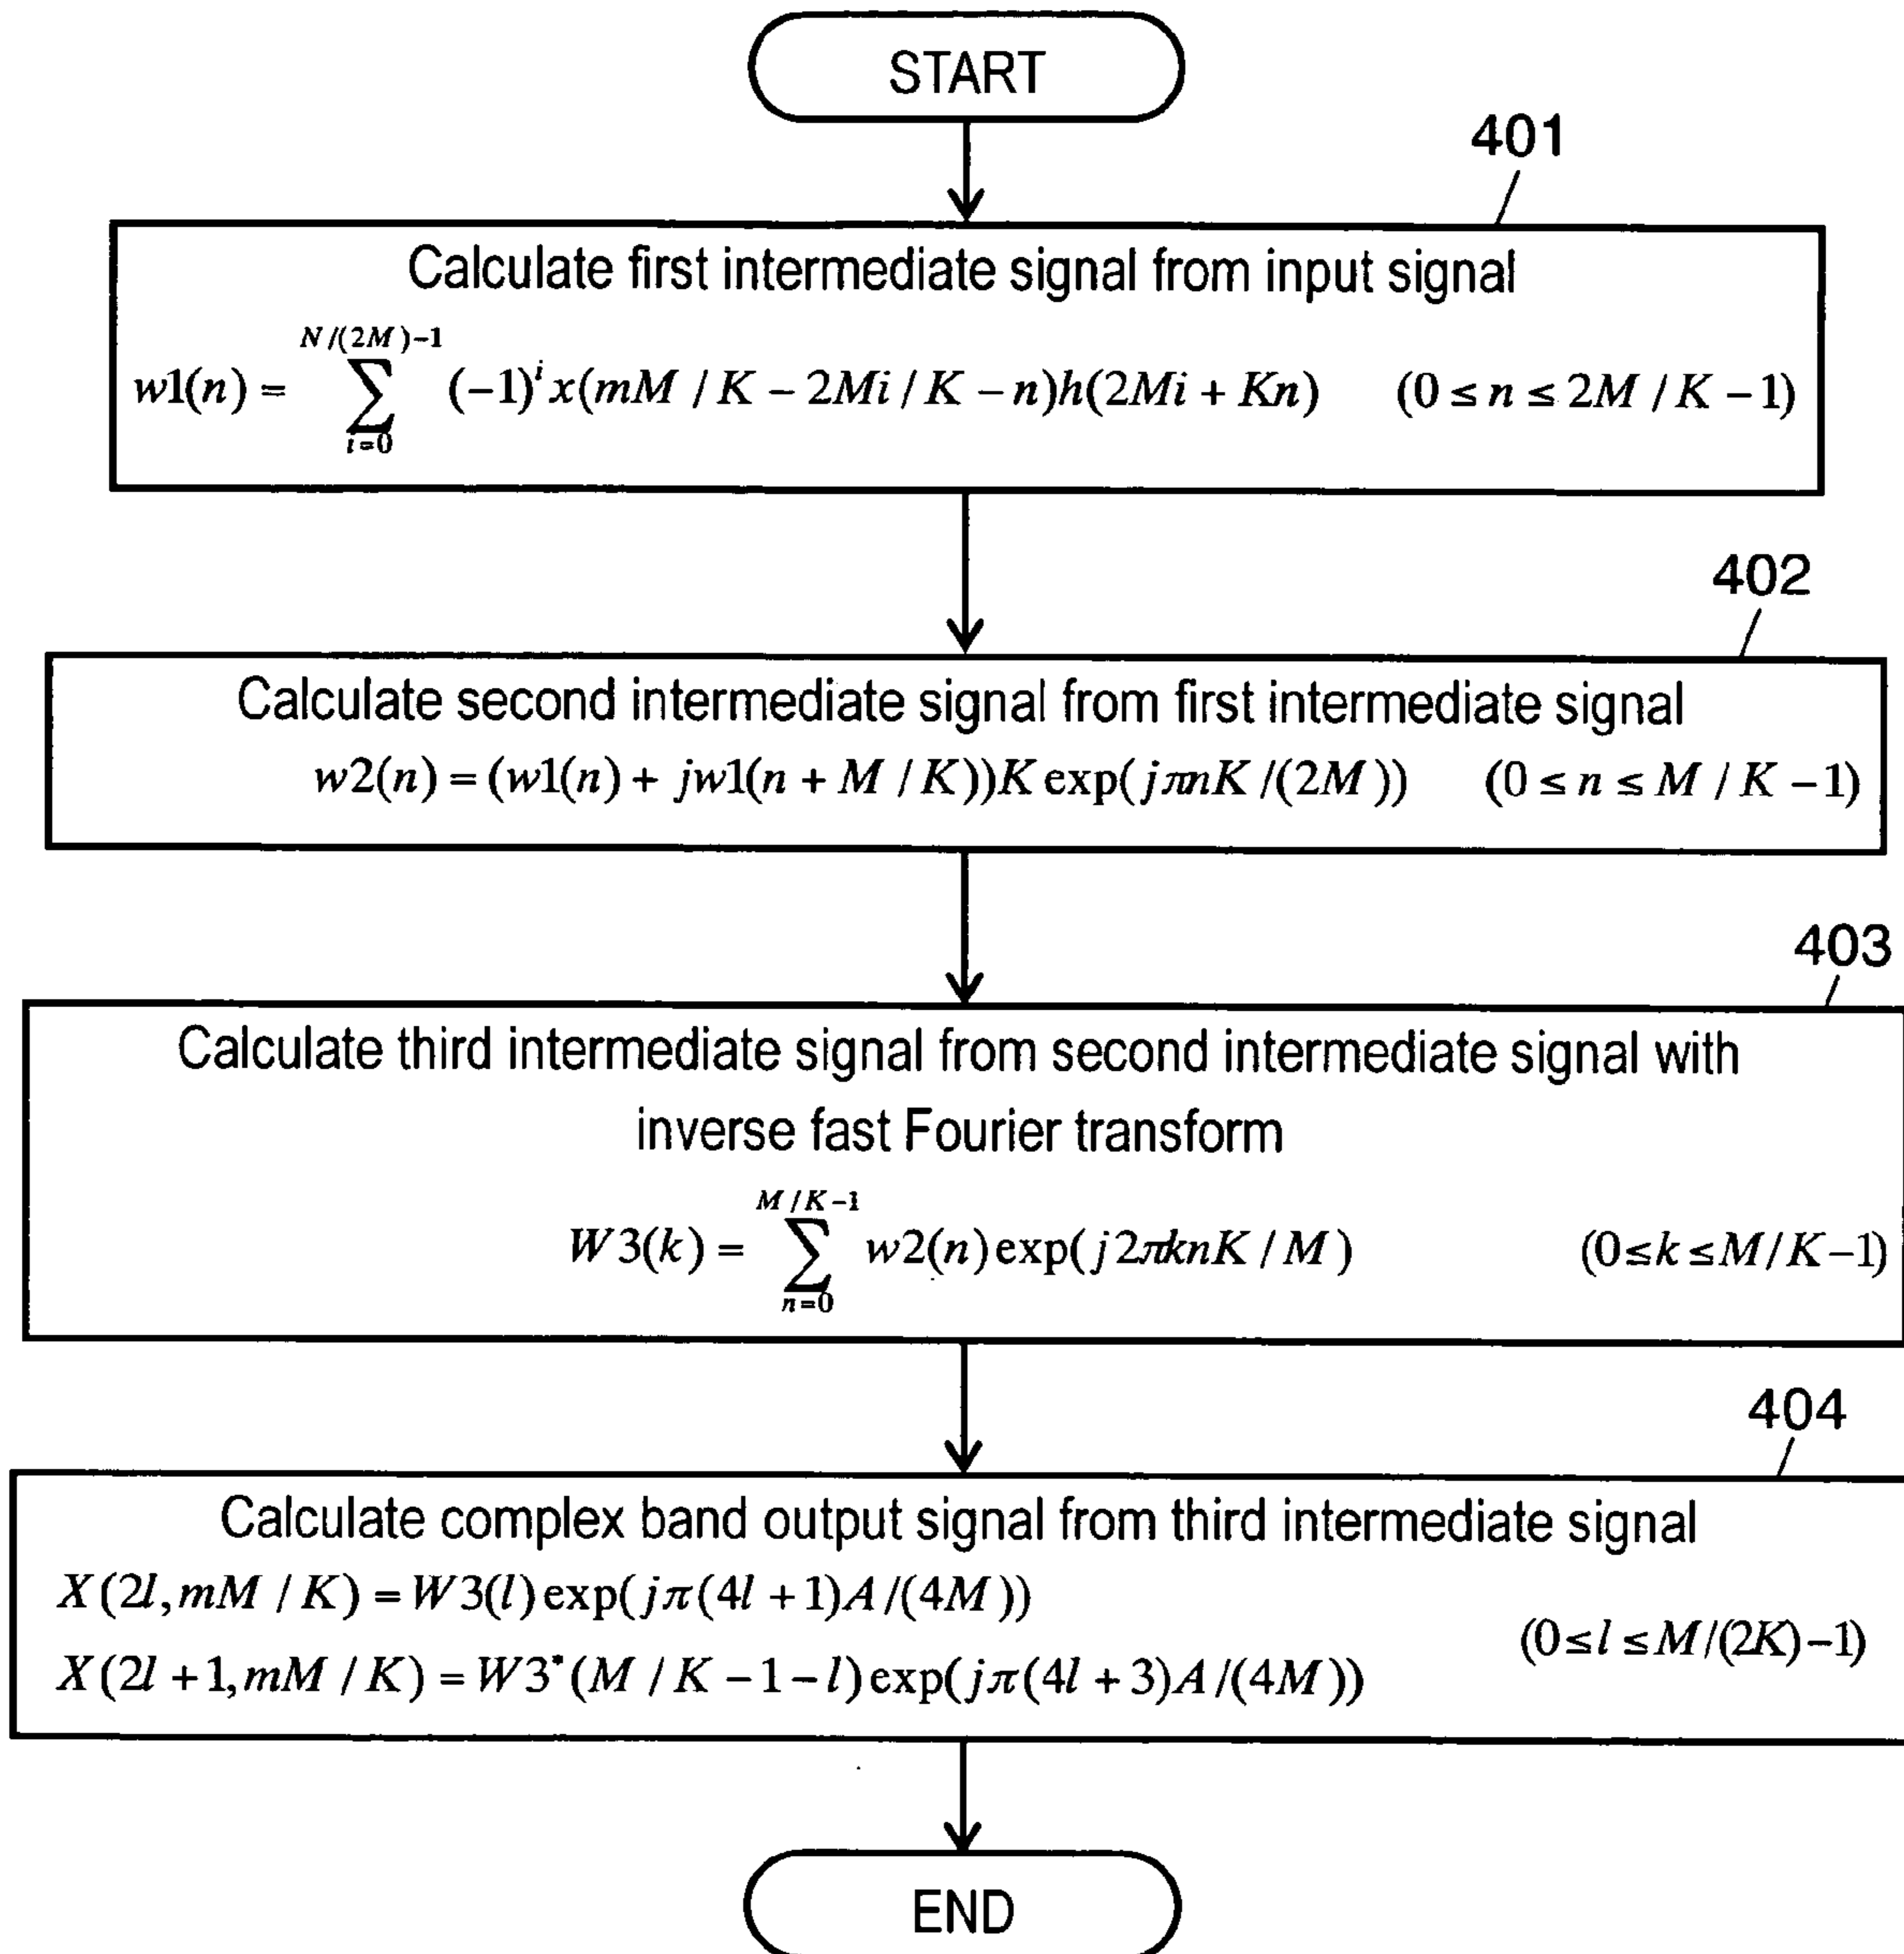 START
401
Calculate first intermediate signal from input signal
w1(n) = \sum_{i=0}^{N/(2M)-1} (-1)^i x(mM / K - 2Mi / K - n)h(2Mi + Kn) (0 ≤ n ≤ 2M / K - 1)
402
Calculate second intermediate signal from first intermediate signal
w2(n) = (w1(n) + jw1(n + M / K))K exp(jπnK /(2M)) (0 ≤ n ≤ M / K - 1)
403
Calculate third intermediate signal from second intermediate signal with
inverse fast Fourier transform
W3(k) = \sum_{n=0}^{M/K-1} w2(n) exp(j2πknK / M) (0≤k≤M/K-1)
404
Calculate complex band output signal from third intermediate signal
X(2l, mM / K) = W3(l) exp(jπ(4l + 1)A /(4M))
(0≤l≤M/(2K)-1)
X(2l + 1, mM / K) = W3*(M / K - 1 - l) exp(jπ(4l + 3)A /(4M))
END